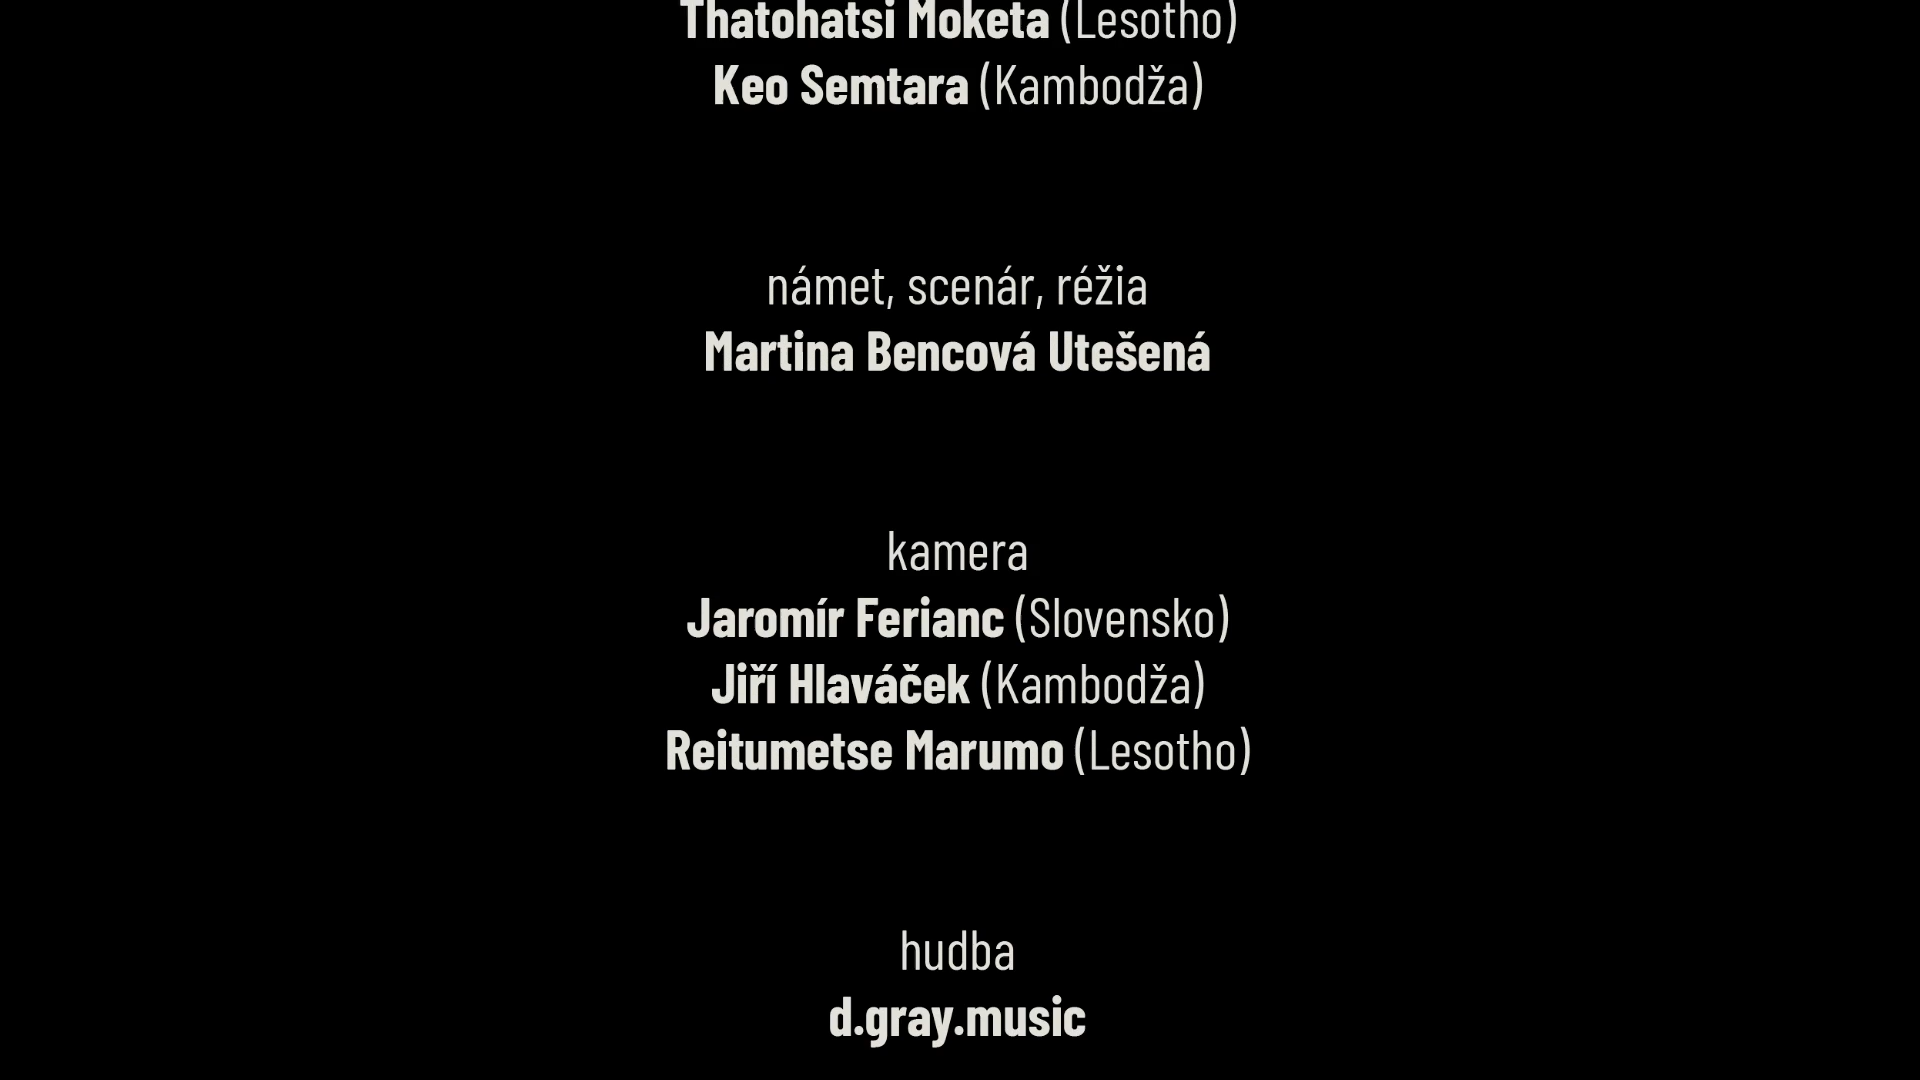 Thatohatsi Moketa (Lesotho)
Keo Semtara (Kambodža)
námet, scenár, réžia
Martina Bencová Utešená
kamera
Jaromír Ferianc (Slovensko)
Jiří Hlaváček (Kambodža)
Reitumetse Marumo (Lesotho)
hudba
d.gray.music